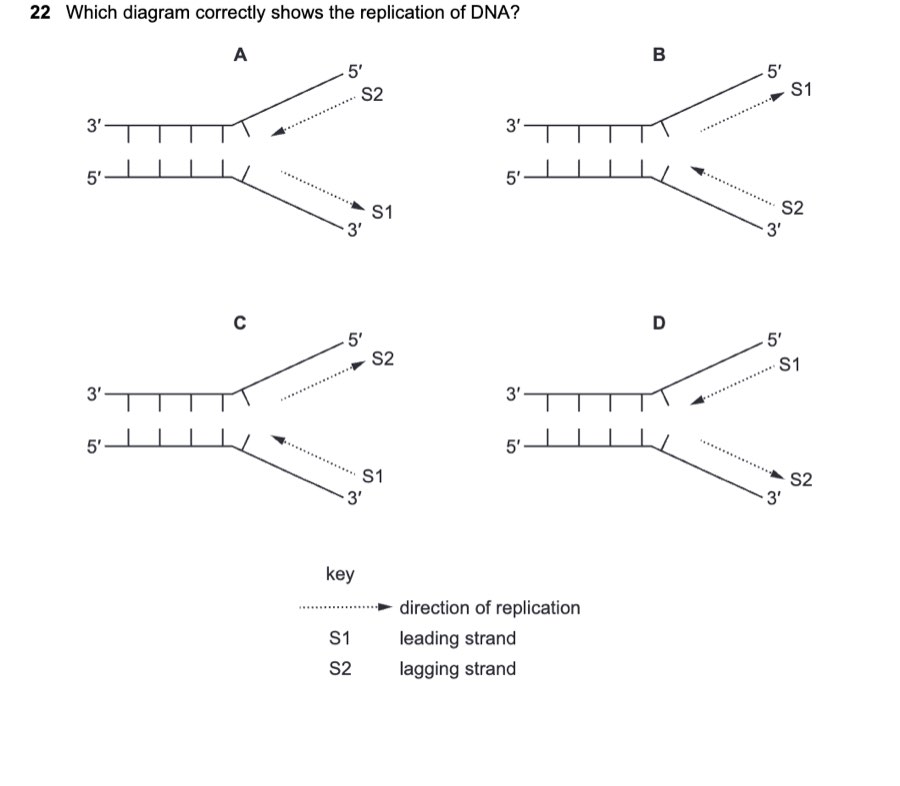 22 Which diagram correctly shows the replication of DNA?
A
5′
S2
3′
5′
S1
3′
B
5′
S1
3′
5′
S2
3′
C
5′
S2
3′
5′
S1
3′
D
5′
S1
3′
5′
S2
3′
key
direction of replication
S1 leading strand
S2 lagging strand